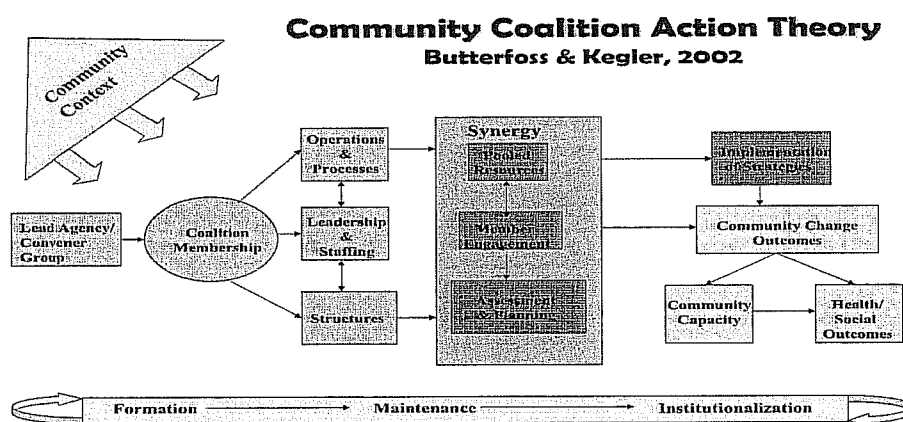 Community Coalition Action Theory
Butterfoss & Kegler, 2002
Community
Context
Operations
&
Processes
Synergy
Pooled
Resources
Implementation
of Strategies
Lead Agency/
Convener
Group
Coalition
Membership
Leadership
&
Staffing
Member
Engagement
Community Change
Outcomes
Structures
Assessment
& Planning
Community
Capacity
Health/
Social
Outcomes
Formation
Maintenance
Institutionalization